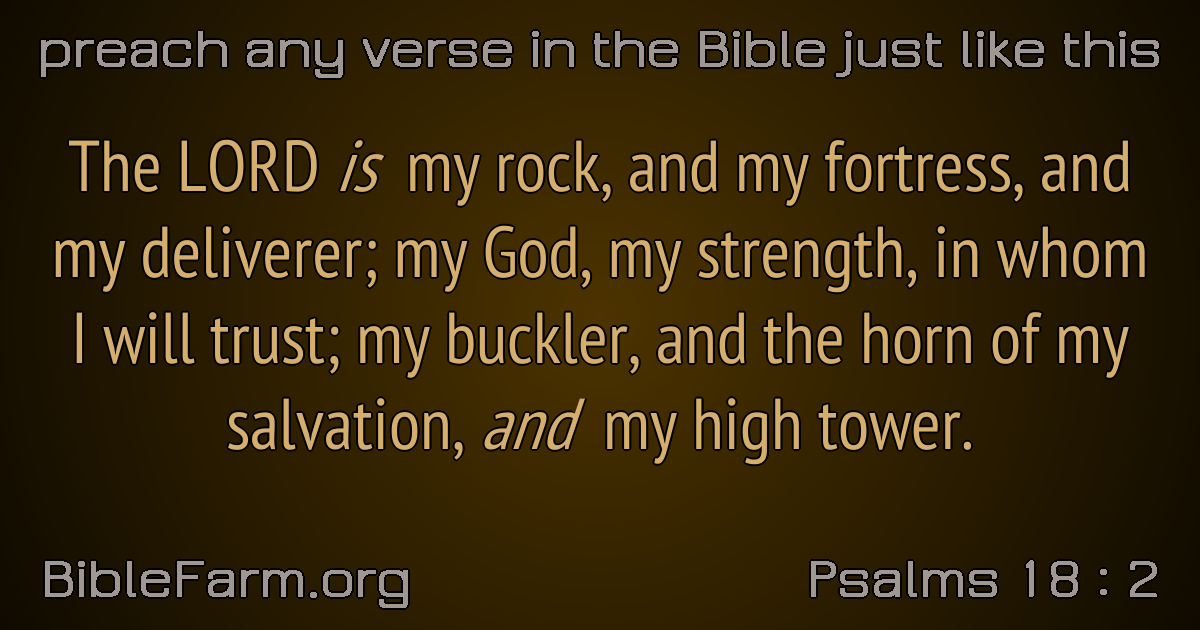 preach any verse in the Bible just like this
The LORD is my rock, and my fortress, and
my deliverer; my God, my strength, in whom
I will trust; my buckler, and the horn of my
salvation, and my high tower.
BibleFarm.org
Psalms 18 : 2